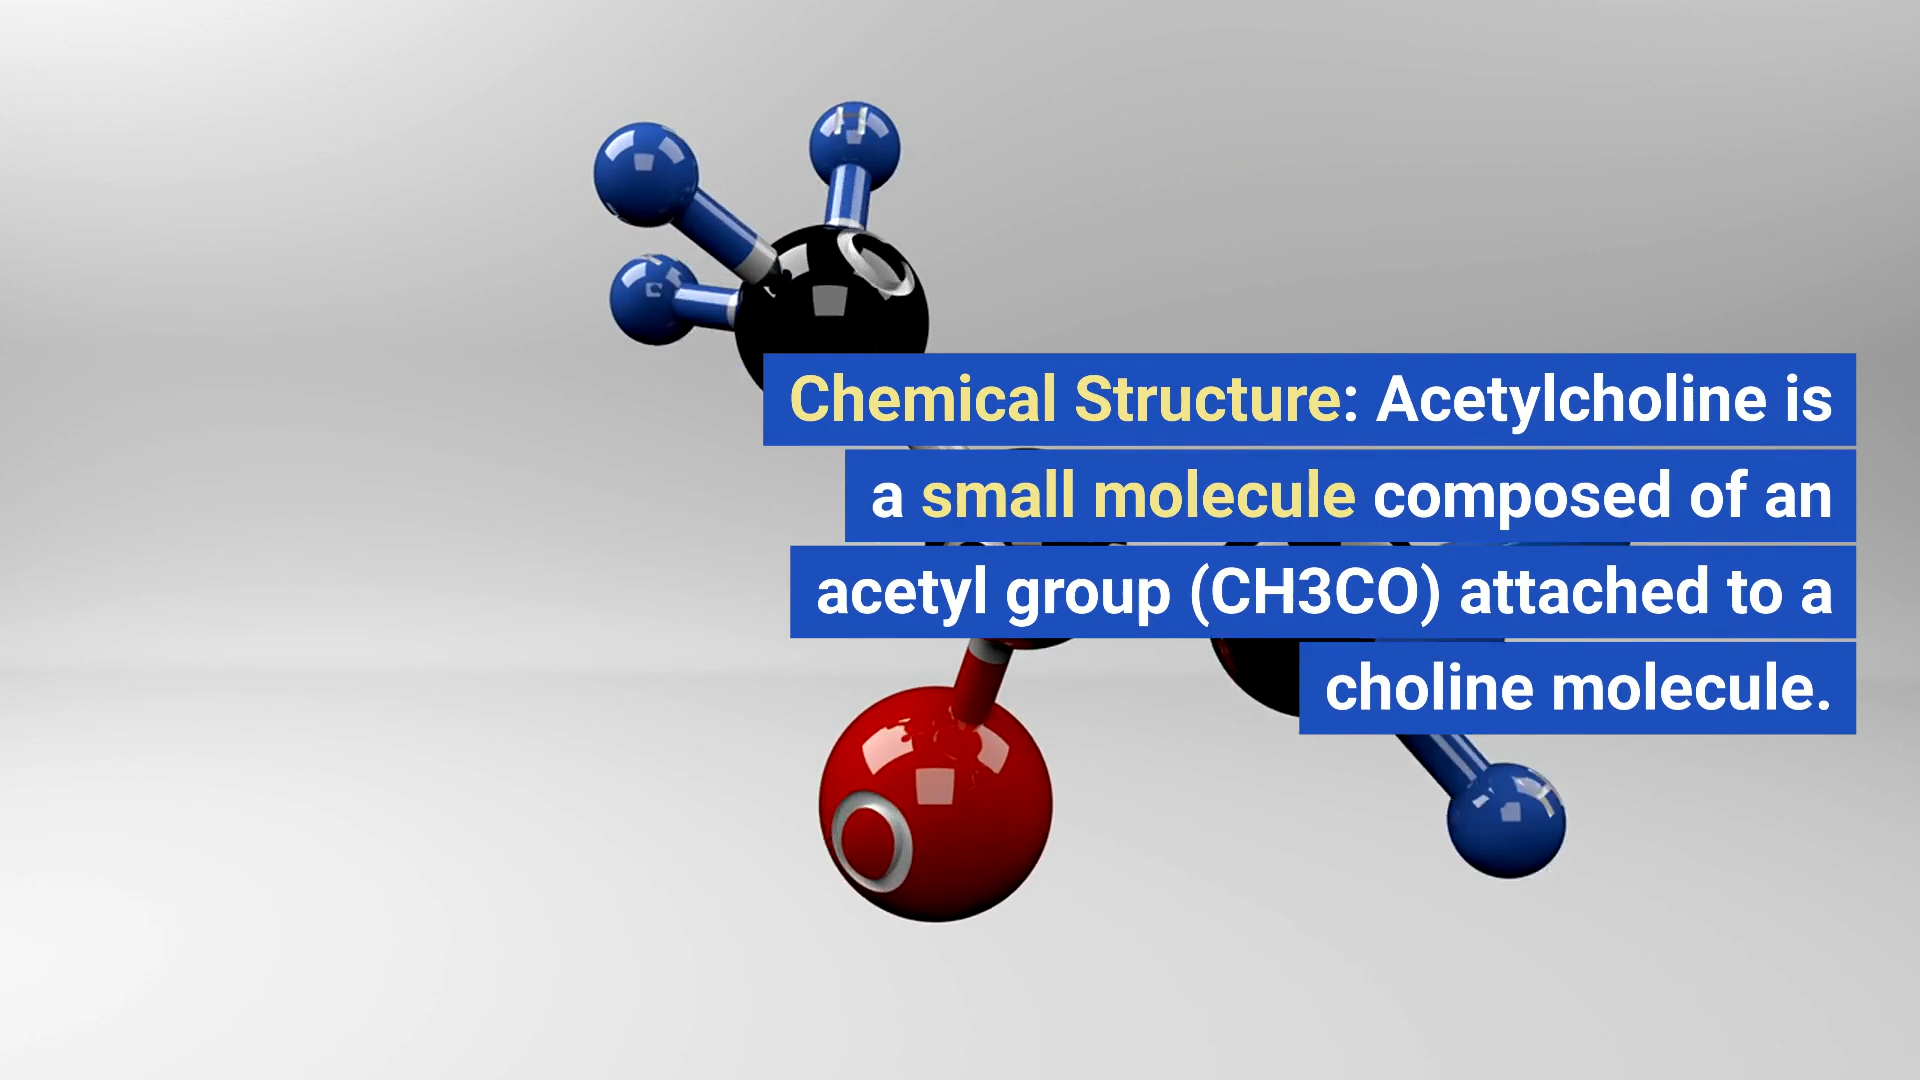 H
Chemical Structure: Acetylcholine is
a small molecule composed of an
acetyl group (CH3CO) attached to a
choline molecule.
O